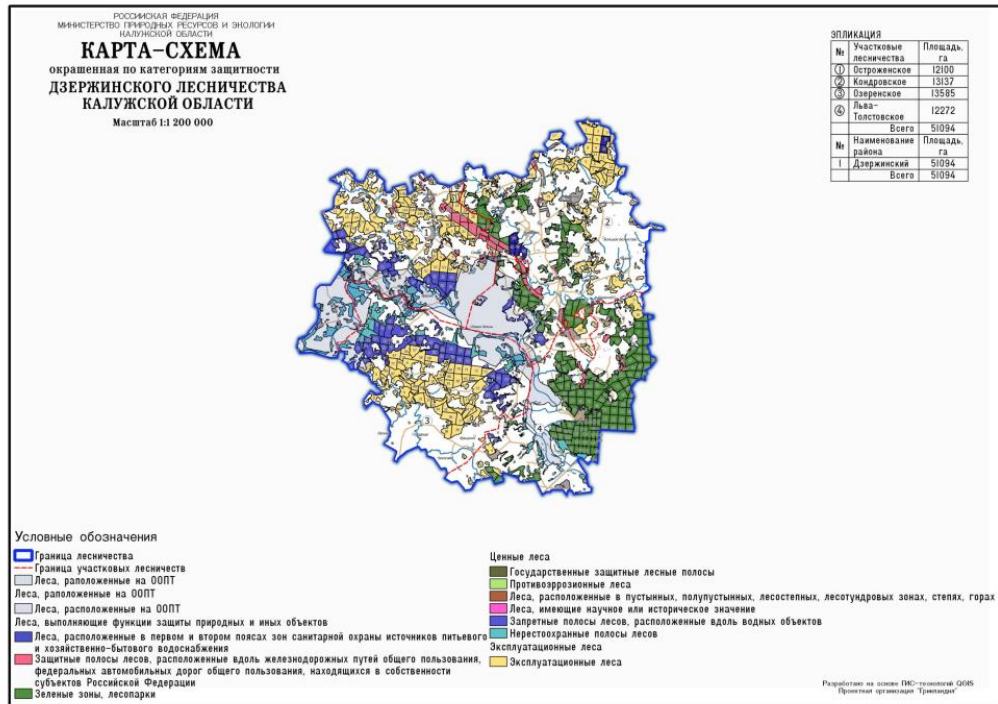 РОССИЙСКАЯ ФЕДЕРАЦИЯ
МИНИСТЕРСТВО ПРИРОДНЫХ РЕСУРСОВ И ЭКОЛОГИИ
КАЛУЖСКОЙ ОБЛАСТИ
КАРТА-СХЕМА
окрашенная по категориям защитности
ДЗЕРЖИНСКОГО ЛЕСНИЧЕСТВА
КАЛУЖСКОЙ ОБЛАСТИ
Масштаб 1:1 200 000
ЭПЛИКАЦИЯ
№ Участковые лесничества Площадь, га
1 Остроженское 12100
2 Кондровское 13137
3 Озеренское 13585
4 Льва-Толстовское 12272
Всего 51094
№ Наименование района Площадь, га
1 Дзержинский 51094
Всего 51094
1
2
3
4
Условные обозначения
Граница лесничества
Граница участковых лесничеств
Леса, раположенные на ООПТ
Леса, раположенные на ООПТ
Леса, расположенные на ООПТ
Леса, выполняющие функции защиты природных и иных объектов
Леса, расположенные в первом и втором поясах зон санитарной охраны источников питьевого
и хозяйственно-бытового водоснабжения
Защитные полосы лесов, расположенные вдоль железнодорожных путей общего пользования,
федеральных автомобильных дорог общего пользования, находящихся в собственности
субъектов Российской Федерации
Зеленые зоны, лесопарки
Ценные леса
Государственные защитные лесные полосы
Противоэррозионные леса
Леса, расположенные в пустынных, полупустынных, лесостепных, лесотундровых зонах, степях, горах
Леса, имеющие научное или историческое значение
Запретные полосы лесов, расположенные вдоль водных объектов
Нерестоохранные полосы лесов
Эксплуатационные леса
Эксплуатационные леса
Разработано на основе ГИС-технологий QGIS
Проектная организация "Гринландия"